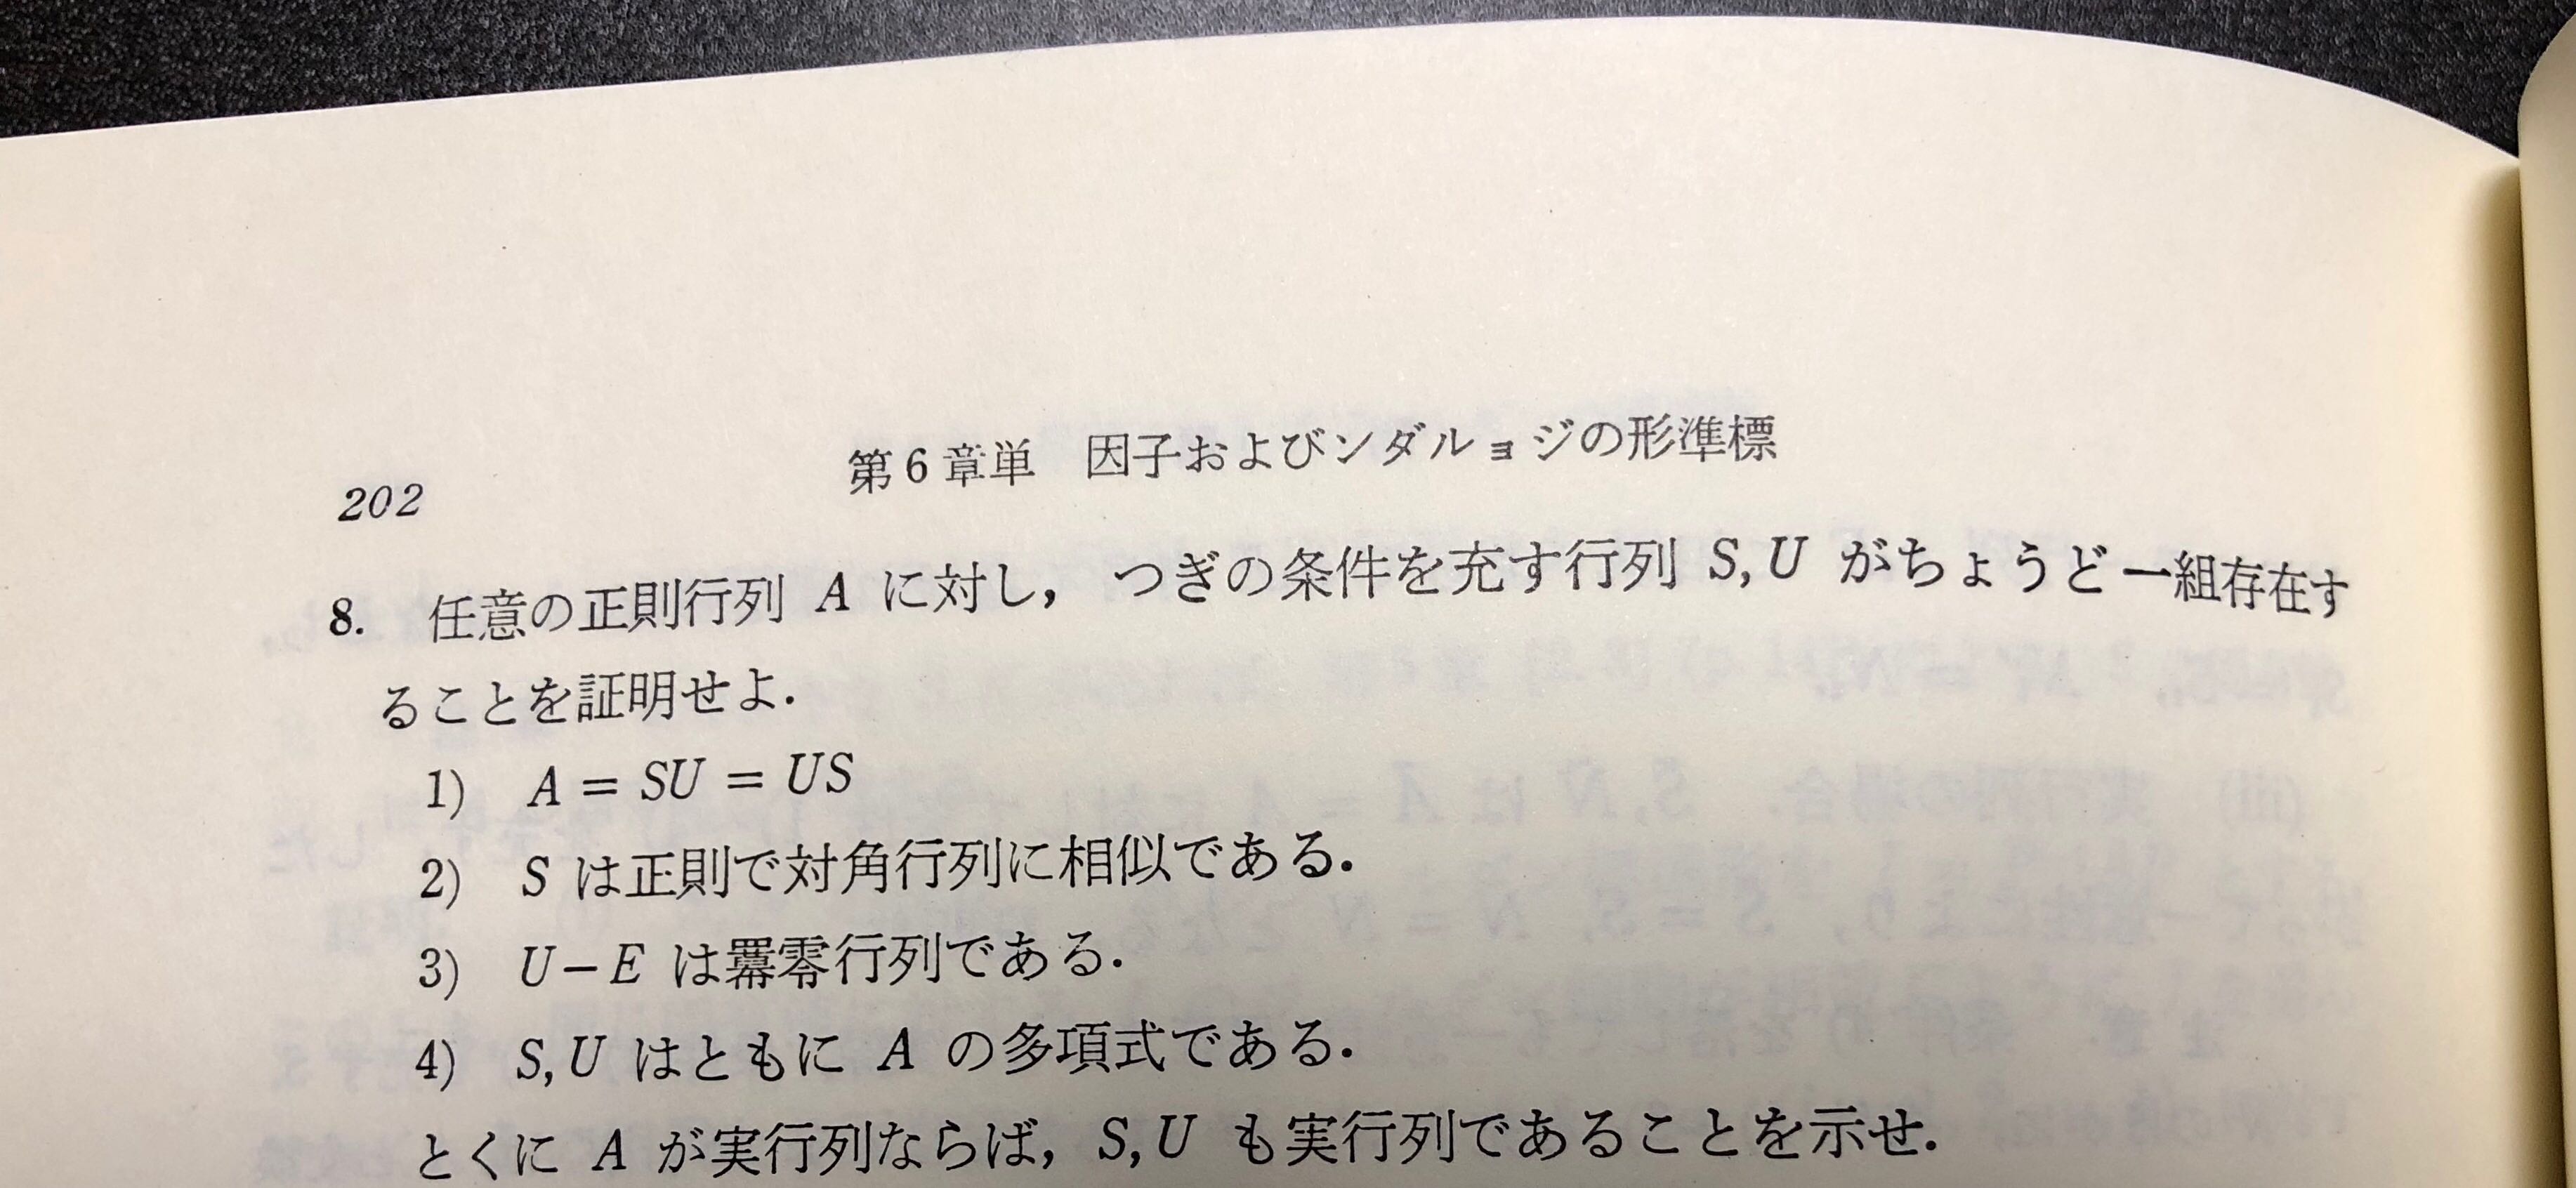 202
第6章単 因子およびンダルョジの形準標
8. 任意の正則行列 A に対し, つぎの条件を充す行列 S, U がちょうど一組存在す
ることを証明せよ.
1) A = SU = US
2) S は正則で対角行列に相似である.
3) U－E は羃零行列である.
4) S, U はともに A の多項式である.
とくに A が実行列ならば, S, U も実行列であることを示せ.